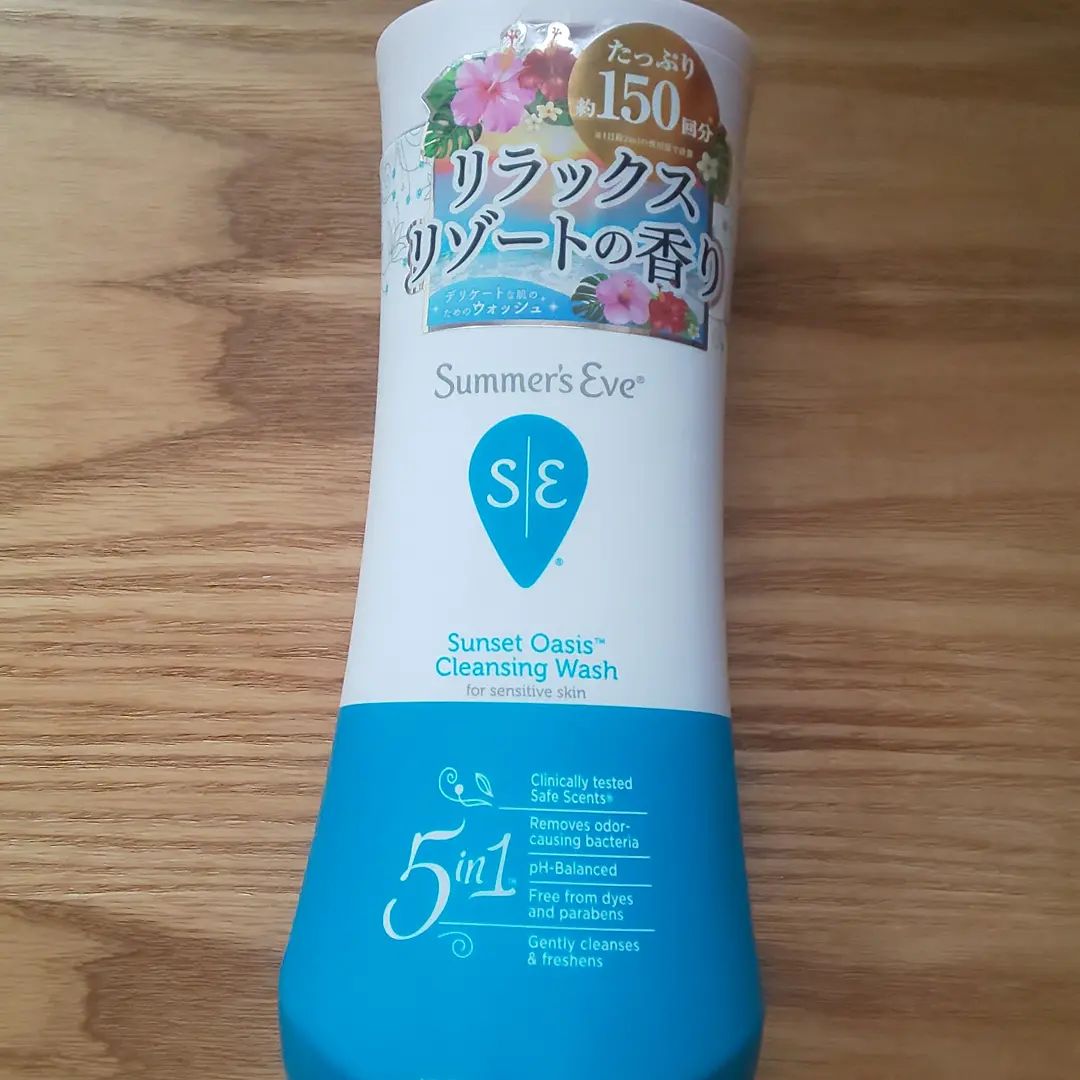 たっぷり
約150回分
リラックス
リゾートの香り
デリケートな肌の
ためのウォッシュ
Summer's Eve®
S|E
®
Sunset Oasis™
Cleansing Wash
for sensitive skin
5in1™
Clinically tested
Safe Scents®
Removes odor-
causing bacteria
pH-Balanced
Free from dyes
and parabens
Gently cleanses
& freshens